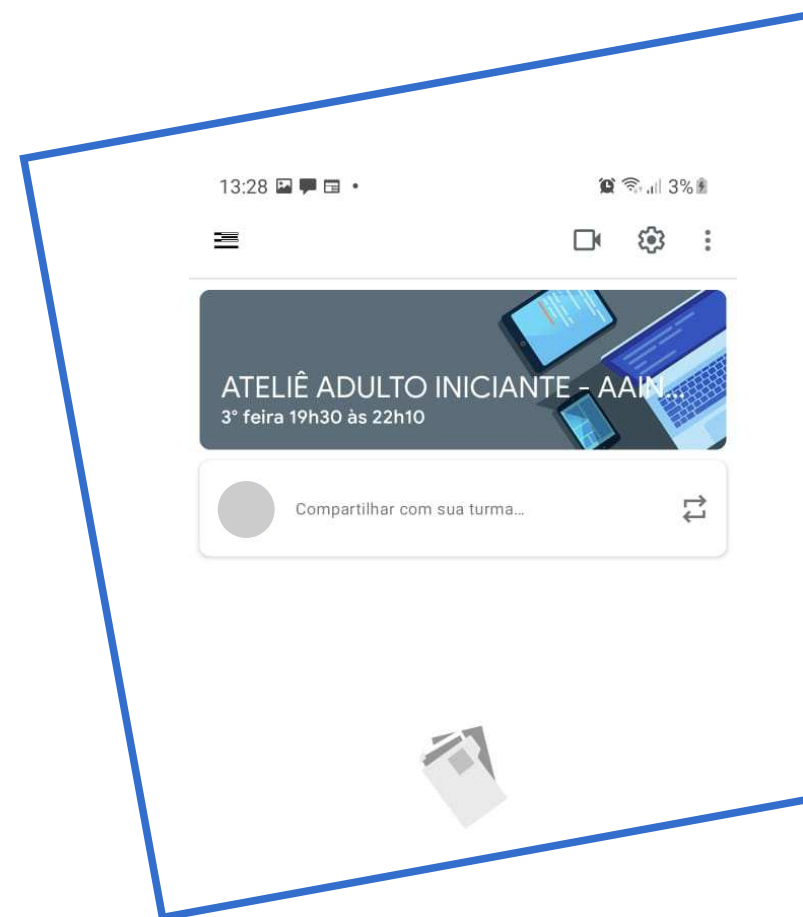 13:28 3%
ATELIÊ ADULTO INICIANTE - AAIN...
3° feira 19h30 às 22h10
Compartilhar com sua turma...